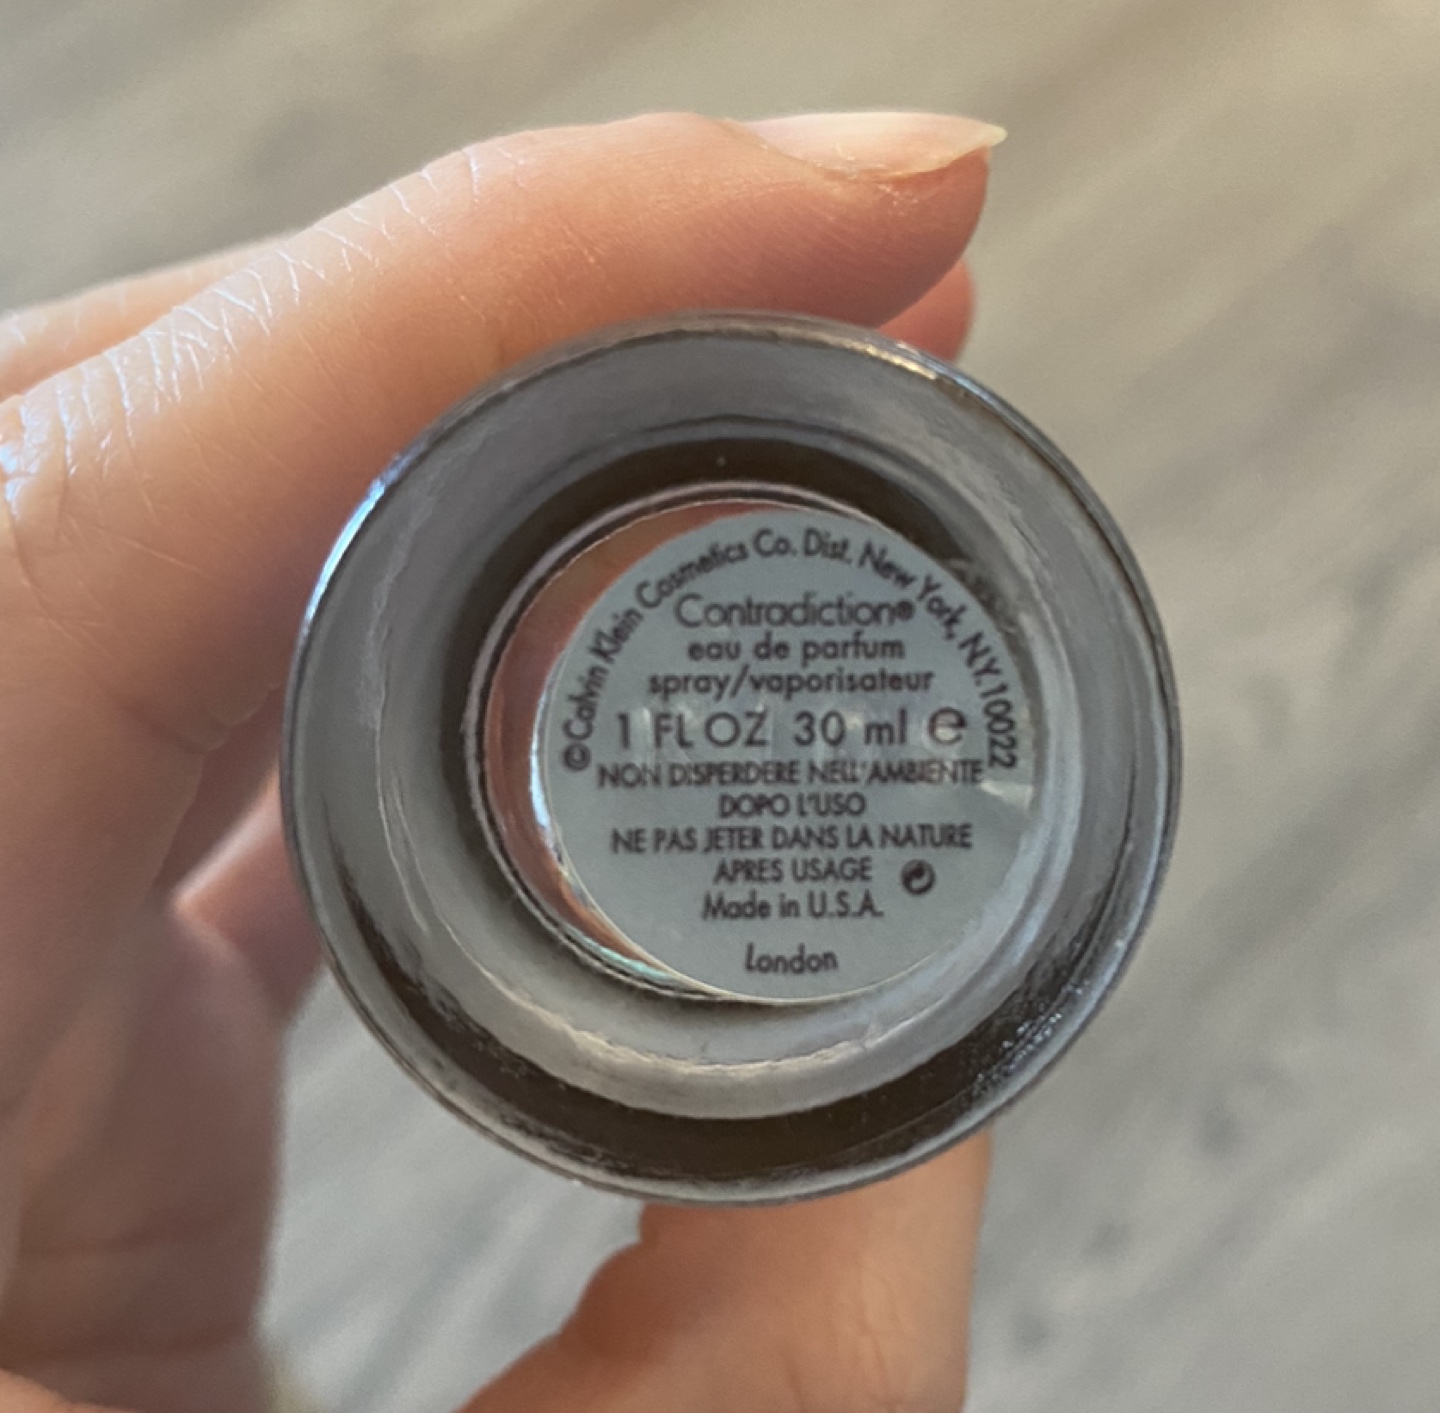 ©Calvin Klein Cosmetics Co. Dist. New York, N.Y. 10022
Contradiction®
eau de parfum
spray/vaporisateur
1 FL OZ 30 ml e
NON DISPERDERE NELL'AMBIENTE
DOPO L'USO
NE PAS JETER DANS LA NATURE
APRES USAGE
Made in U.S.A.
London